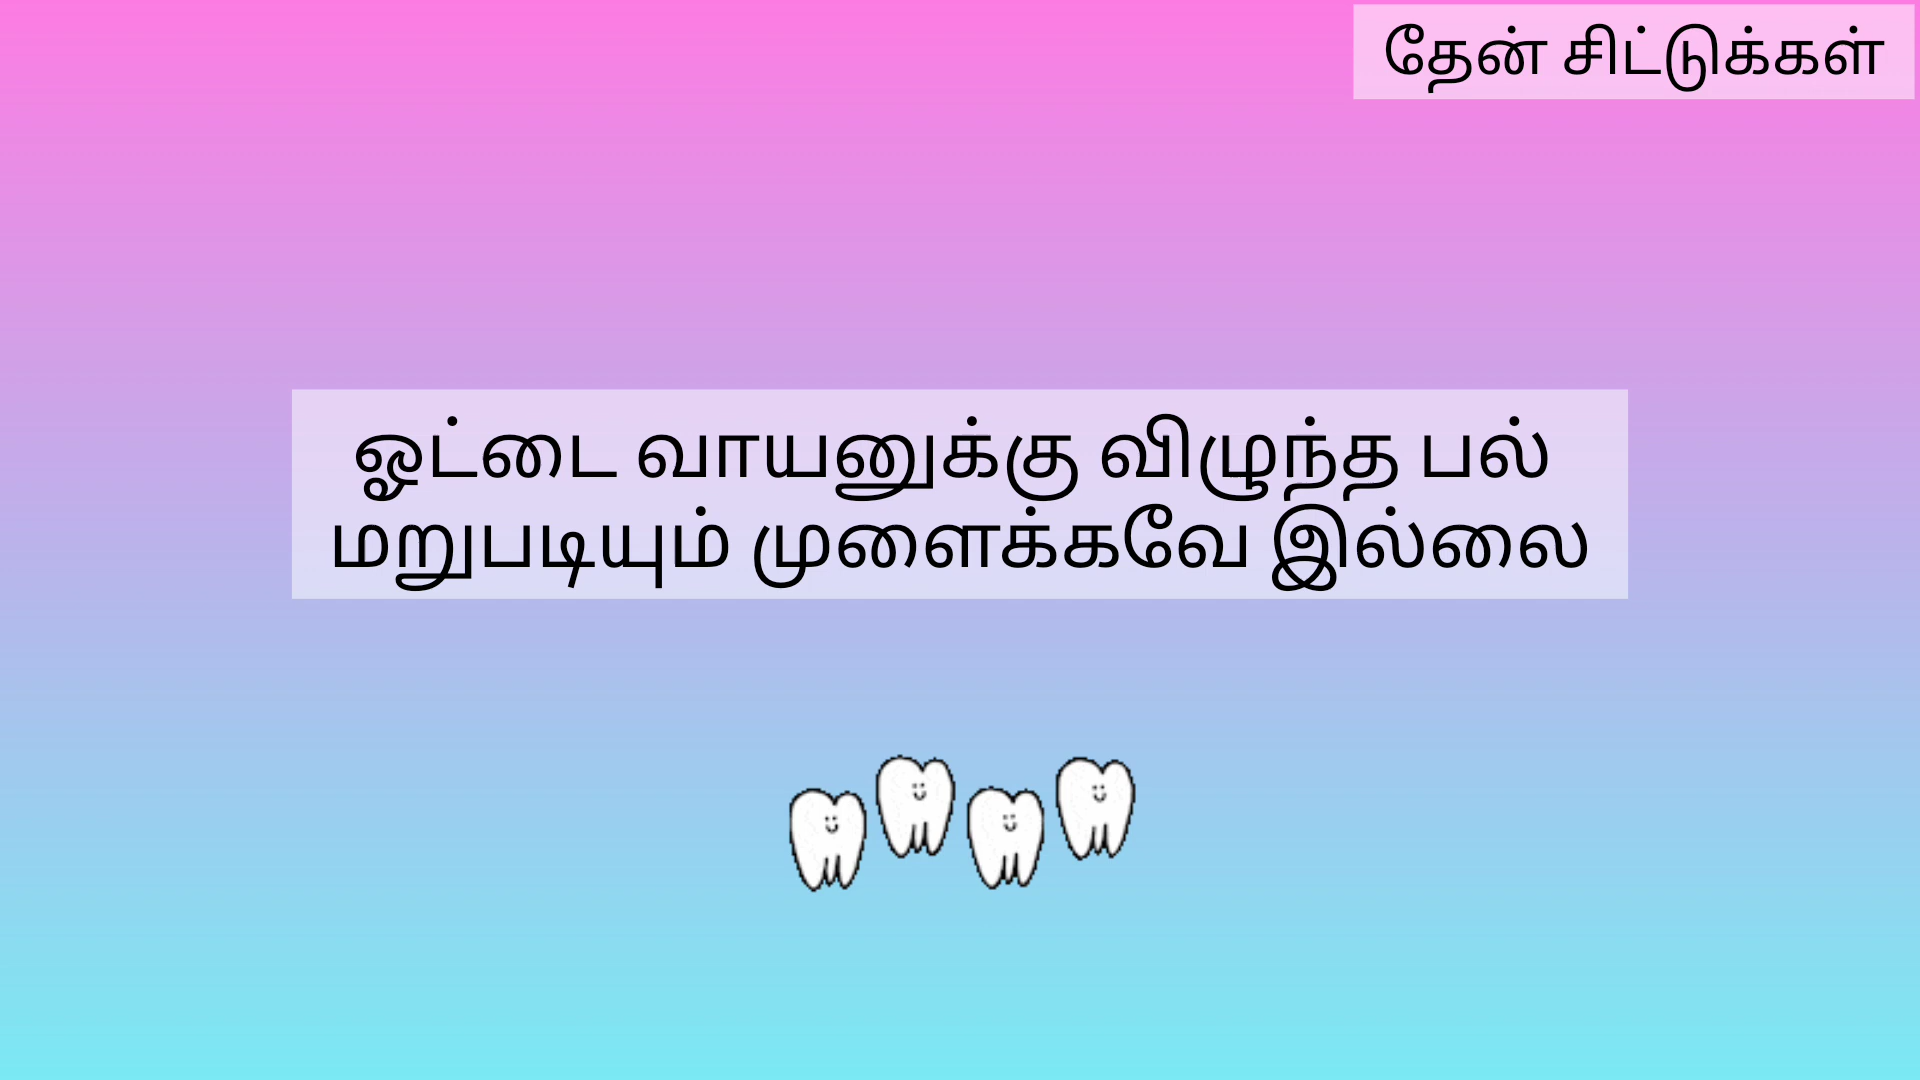 தேன் சிட்டுக்கள்
ஓட்டை வாயனுக்கு விழுந்த பல்
மறுபடியும் முளைக்கவே இல்லை